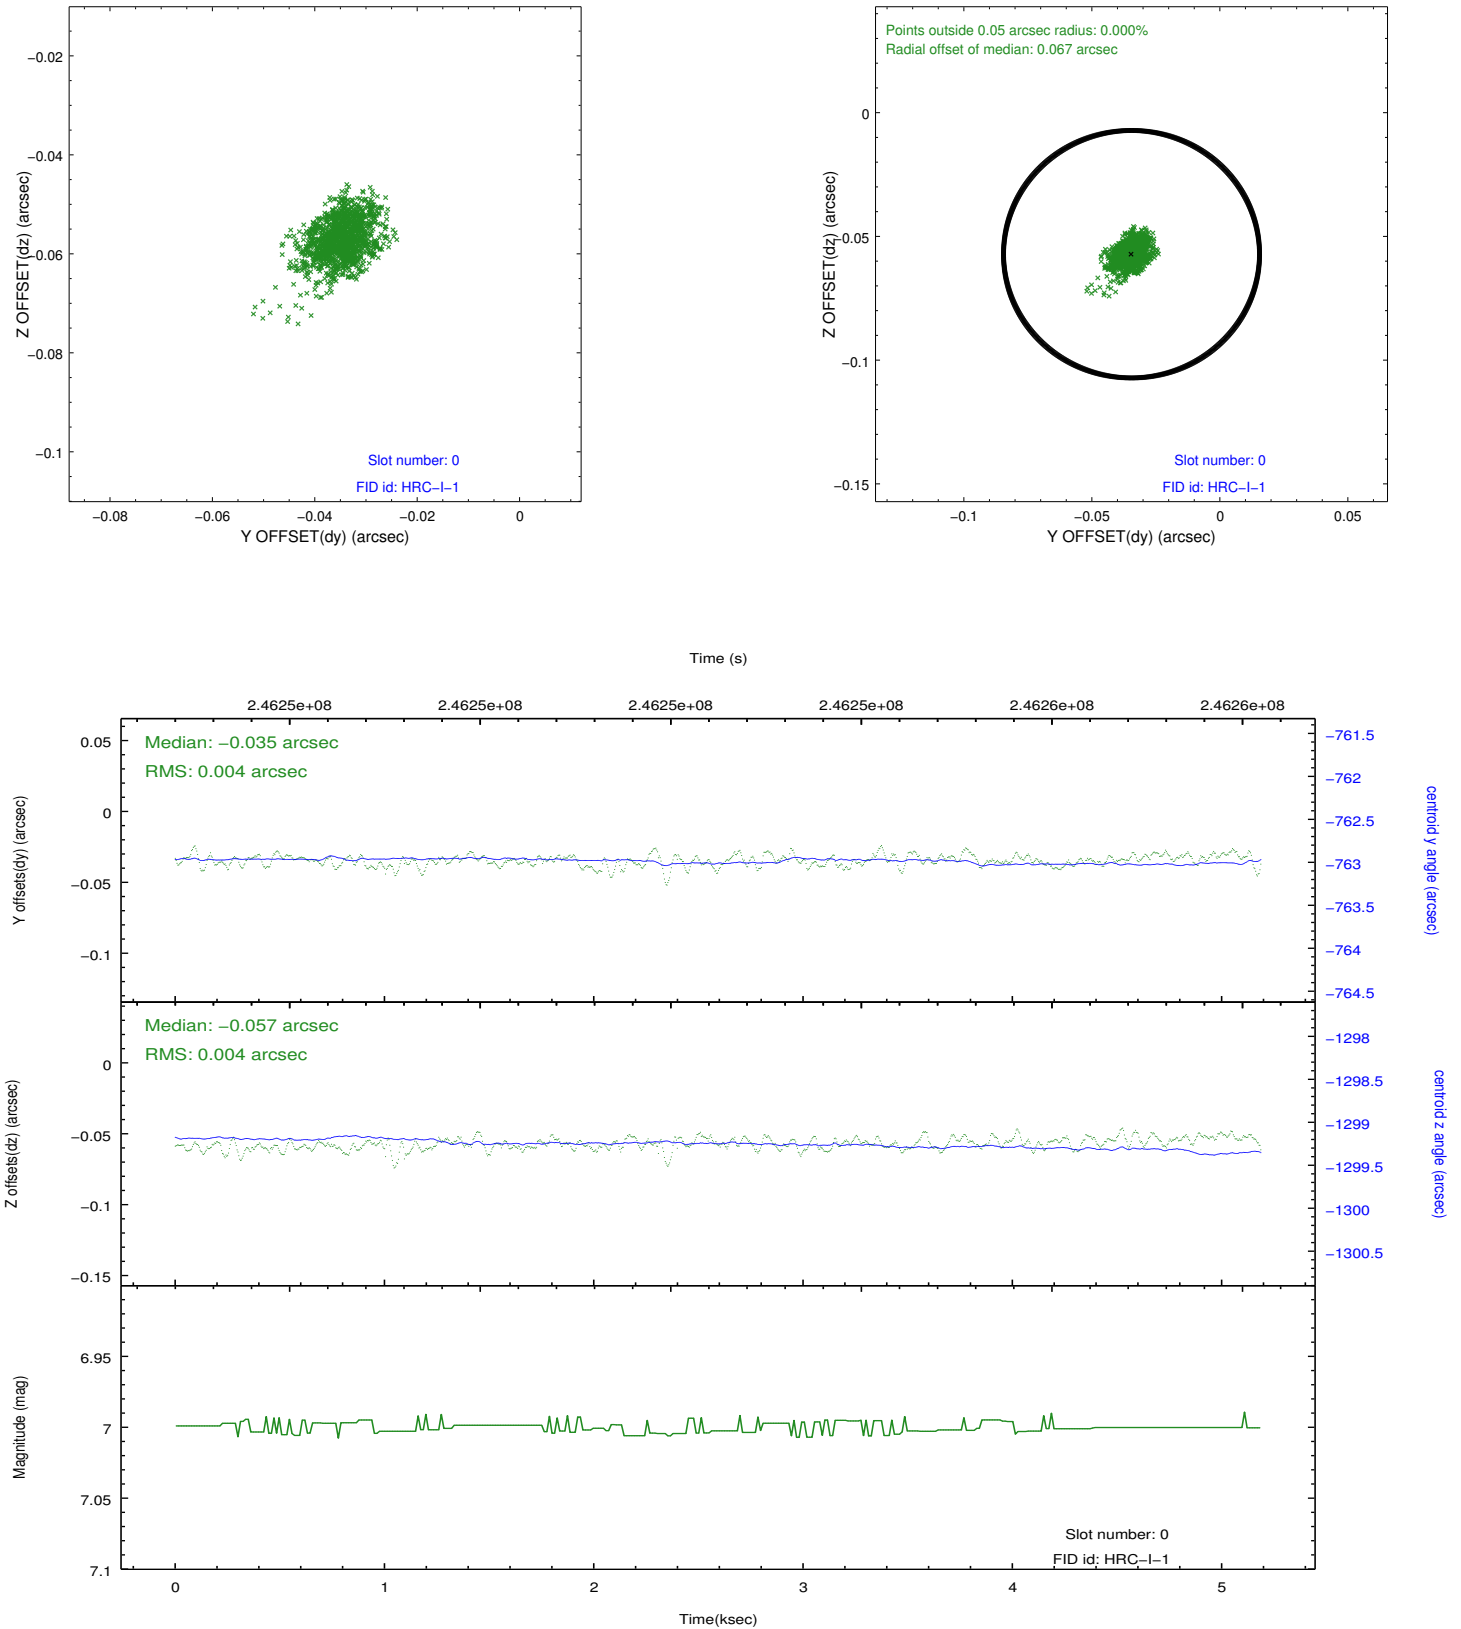 −0.02
−0.04
−0.06
−0.08
−0.1
Z OFFSET(dz) (arcsec)
Slot number: 0
FID id: HRC−I−1
−0.08 −0.06 −0.04 −0.02 0
Y OFFSET(dy) (arcsec)
Points outside 0.05 arcsec radius: 0.000%
Radial offset of median: 0.067 arcsec
0
−0.05
−0.1
−0.15
Z OFFSET(dz) (arcsec)
Slot number: 0
FID id: HRC−I−1
−0.1 −0.05 0 0.05
Y OFFSET(dy) (arcsec)
Time (s)
2.4625e+08 2.4625e+08 2.4625e+08 2.4625e+08 2.4626e+08 2.4626e+08
Median: −0.035 arcsec
RMS: 0.004 arcsec
0.05
0
−0.05
−0.1
Y offsets(dy) (arcsec)
−761.5
−762
−762.5
−763
−763.5
−764
−764.5
centroid y angle (arcsec)
Median: −0.057 arcsec
RMS: 0.004 arcsec
0
−0.05
−0.1
−0.15
Z offsets(dz) (arcsec)
−1298
−1298.5
−1299
−1299.5
−1300
−1300.5
centroid z angle (arcsec)
6.95
7
7.05
7.1
Magnitude (mag)
Slot number: 0
FID id: HRC−I−1
0 1 2 3 4 5
Time(ksec)